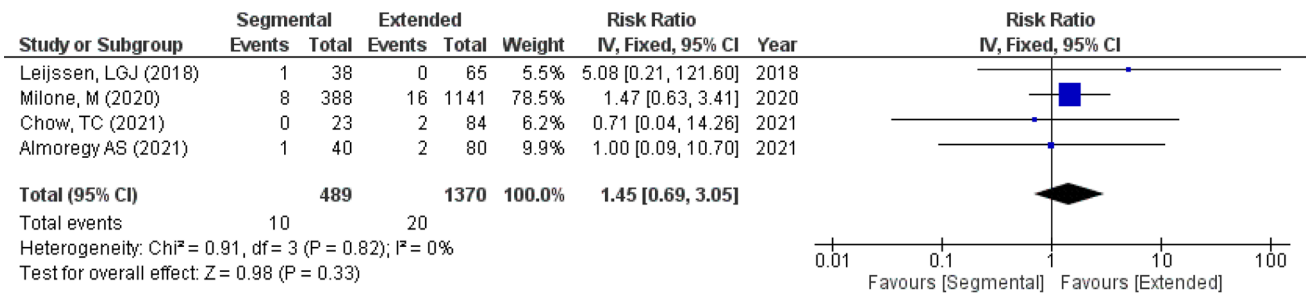 Segmental Extended Risk Ratio Risk Ratio
Study or Subgroup Events Total Events Total Weight IV, Fixed, 95% CI Year IV, Fixed, 95% CI
Leijssen, LGJ (2018) 1 38 0 65 5.5% 5.08 [0.21, 121.60] 2018
Milone, M (2020) 8 388 16 1141 78.5% 1.47 [0.63, 3.41] 2020
Chow, TC (2021) 0 23 2 84 6.2% 0.71 [0.04, 14.26] 2021
Almoregy AS (2021) 1 40 2 80 9.9% 1.00 [0.09, 10.70] 2021
Total (95% CI) 489 1370 100.0% 1.45 [0.69, 3.05]
Total events 10 20
Heterogeneity: Chi² = 0.91, df = 3 (P = 0.82); I² = 0%
Test for overall effect: Z = 0.98 (P = 0.33)
0.01 0.1 1 10 100
Favours [Segmental] Favours [Extended]